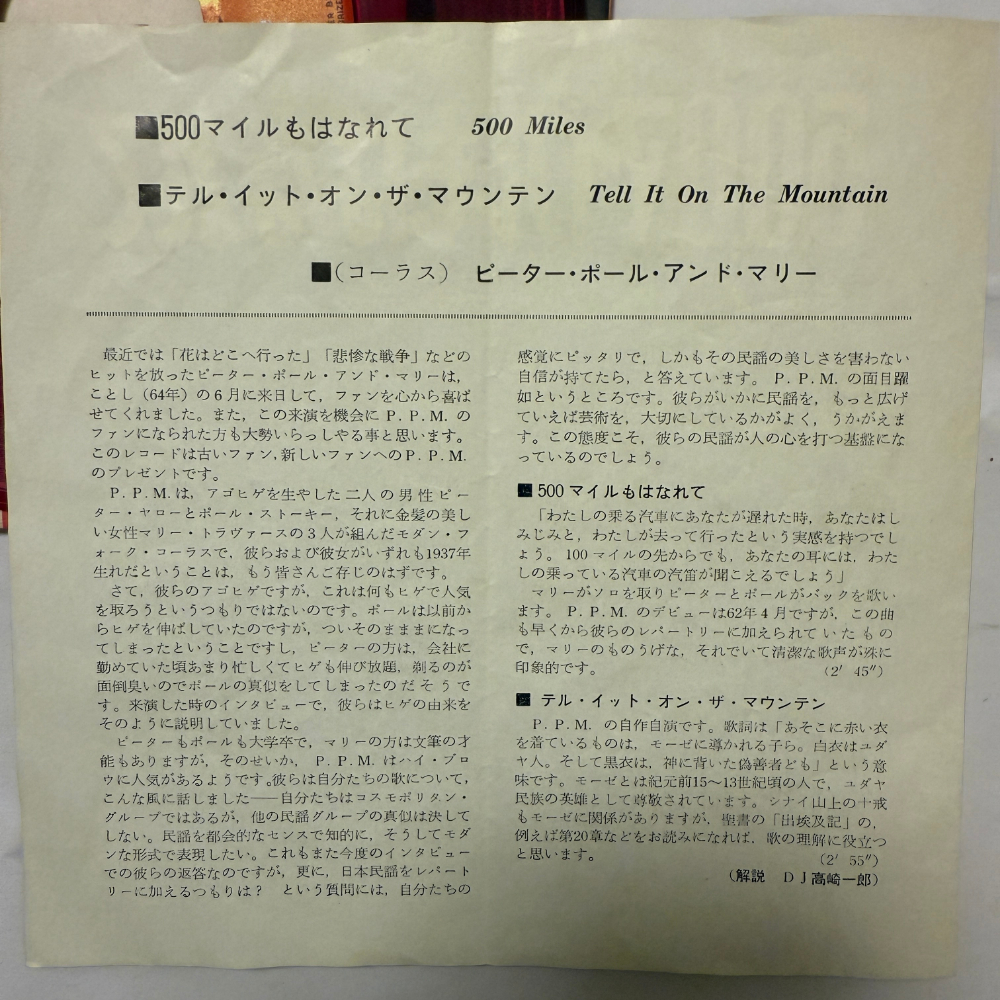 ■500マイルもはなれて　500 Miles
■テル・イット・オン・ザ・マウンテン　Tell It On The Mountain
■(コーラス)　ピーター・ポール・アンド・マリー
最近では「花はどこへ行った」「悲惨な戦争」などの
ヒットを放ったピーター・ポール・アンド・マリーは,
ことし (64年) の6月に来日して, ファンを心から喜ば
せてくれました。また, この来演を機会に P. P. M. の
ファンになられた方も大勢いらっしゃる事と思います。
このレコードは古いファン, 新しいファンへのP. P. M.
のプレゼントです。
P. P. M. は, アゴヒゲを生やした二人の男性ピー
ター・ヤローとポール・ストーキー, それに金髪の美し
い女性マリー・トラヴァースの3人が組んだモダン・フ
ォーク・コーラスで, 彼らおよび彼女がいずれも1937年
生れだということは, もう皆さんご存じのはずです。
さて, 彼らのアゴヒゲですが, これは何もヒゲで人気
を取ろうというつもりではないのです。ポールは以前か
らヒゲを伸ばしていたのですが, ついそのまままになっ
てしまったということですし, ピーターの方は, 会社に
勤めていた頃あまり忙しくてヒゲも伸び放題, 剃るのが
面倒臭いのでポールの真似をしてしまったのだそうで
す。来演した時のインタビューで, 彼らはヒゲの由来を
そのように説明していました。
ピーターもポールも大学卒で, マリーの方は文筆の才
能もありますが, そのせいか, P. P. M. はハイ・ブロ
ウに人気があるようです。彼らは自分たちの歌について,
こんな風に話しました――自分たちはコスモポリタン・
グループではあるが, 他の民謡グループの真似は決して
しない。民謡を都会的なセンスで知的に, そうしてモダ
ンな形式で表現したい。これもまた今度のインタビュー
での彼らの返答なのですが, 更に, 日本民謡をレパート
リーに加えるつもりは?　という質問には, 自分たちの
感覚にピッタリで, しかもその民謡の美しさを害わない
自信が持てたら, と答えています。P. P. M. の面目躍
如というところです。彼らがいかに民謡を, もっと広げ
ていえば芸術を, 大切にしているかがよく, うかがえま
す。この態度こそ, 彼らの民謡が人の心を打つ基盤にな
っているのでしょう。
■500マイルもはなれて
「わたしの乗る汽車にあなたが遅れた時, あなたはし
みじみと, わたしが去って行ったという実感を持つでし
ょう。100マイルの先からでも, あなたの耳には, わた
しの乗っている汽車の汽笛が聞こえるでしょう」
マリーがソロを取りピーターとポールがバックを歌い
ます。P. P. M. のデビューは62年4月ですが, この曲
も早くから彼らのレパートリーに加えられていたもの
で, マリーのものうげな, それでいて清潔な歌声が殊に
印象的です。　(2′ 45″)
■テル・イット・オン・ザ・マウンテン
P. P. M. の自作自演です。歌詞は「あそこに赤い衣
を着ているものは, モーゼに導かれる子ら。白衣はユダ
ヤ人。そして黒衣は, 神に背いた偽善者ども」という意
味です。モーゼとは紀元前15～13世紀頃の人で, ユダヤ
民族の英雄として尊敬されています。シナイ山上の十戒
もモーゼに関係がありますが, 聖書の「出埃及記」の,
例えば第20章などをお読みになれば, 歌の理解に役立つ
と思います。　(2′ 55″)
(解説　DJ高崎一郎)